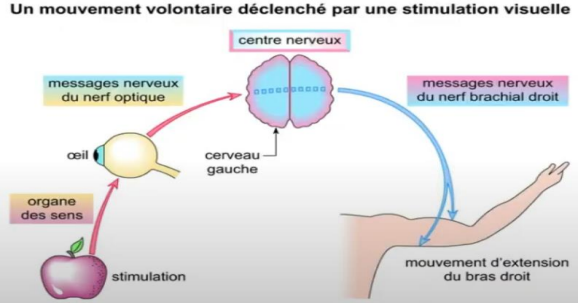 Un mouvement volontaire déclenché par une stimulation visuelle
centre nerveux
messages nerveux
du nerf optique
messages nerveux
du nerf brachial droit
œil
cerveau
gauche
organe
des sens
stimulation
mouvement d'extension
du bras droit